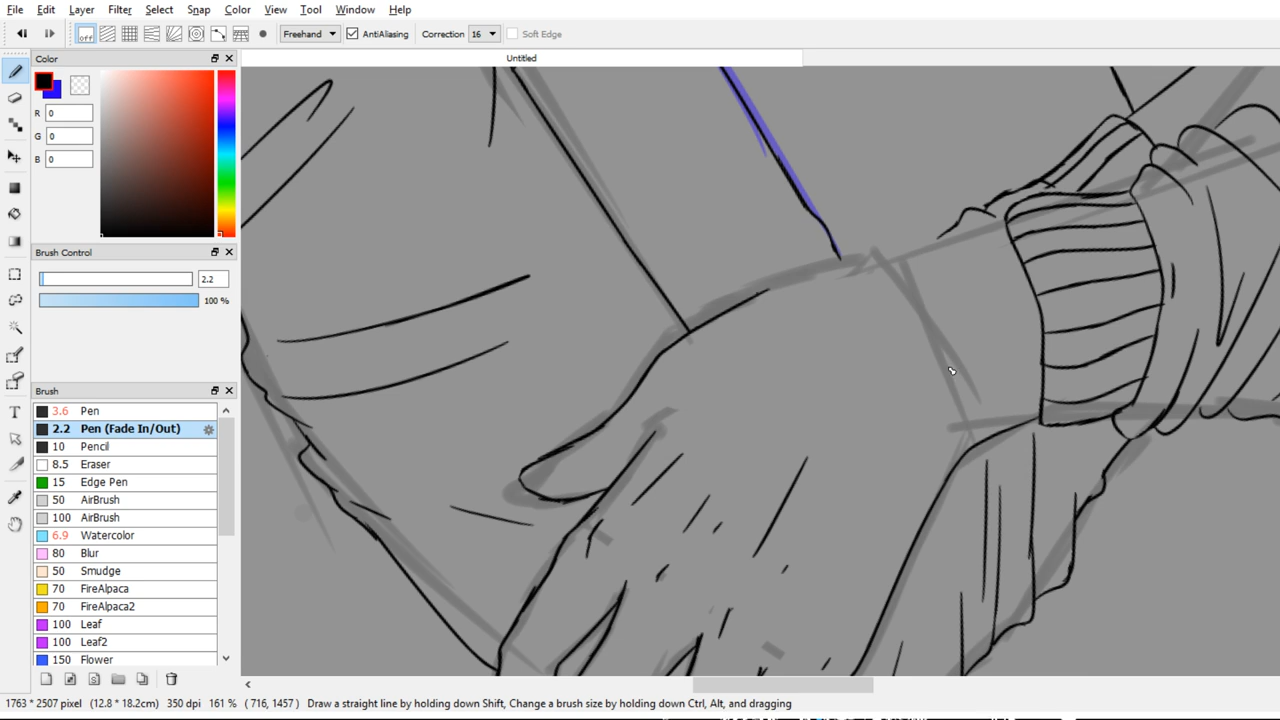 File Edit Layer Filter Select Snap Color View Tool Window Help
off Freehand AntiAliasing Correction 16 Soft Edge
Color
Untitled
R 0
G 0
B 0
Brush Control
2.2
100 %
Brush
3.6 Pen
2.2 Pen (Fade In/Out)
10 Pencil
8.5 Eraser
15 Edge Pen
50 AirBrush
100 AirBrush
6.9 Watercolor
80 Blur
50 Smudge
70 FireAlpaca
70 FireAlpaca2
100 Leaf
100 Leaf2
150 Flower
1763 * 2507 pixel (12.8 * 18.2cm) 350 dpi 161 % ( 716, 1457 ) Draw a straight line by holding down Shift, Change a brush size by holding down Ctrl, Alt, and dragging